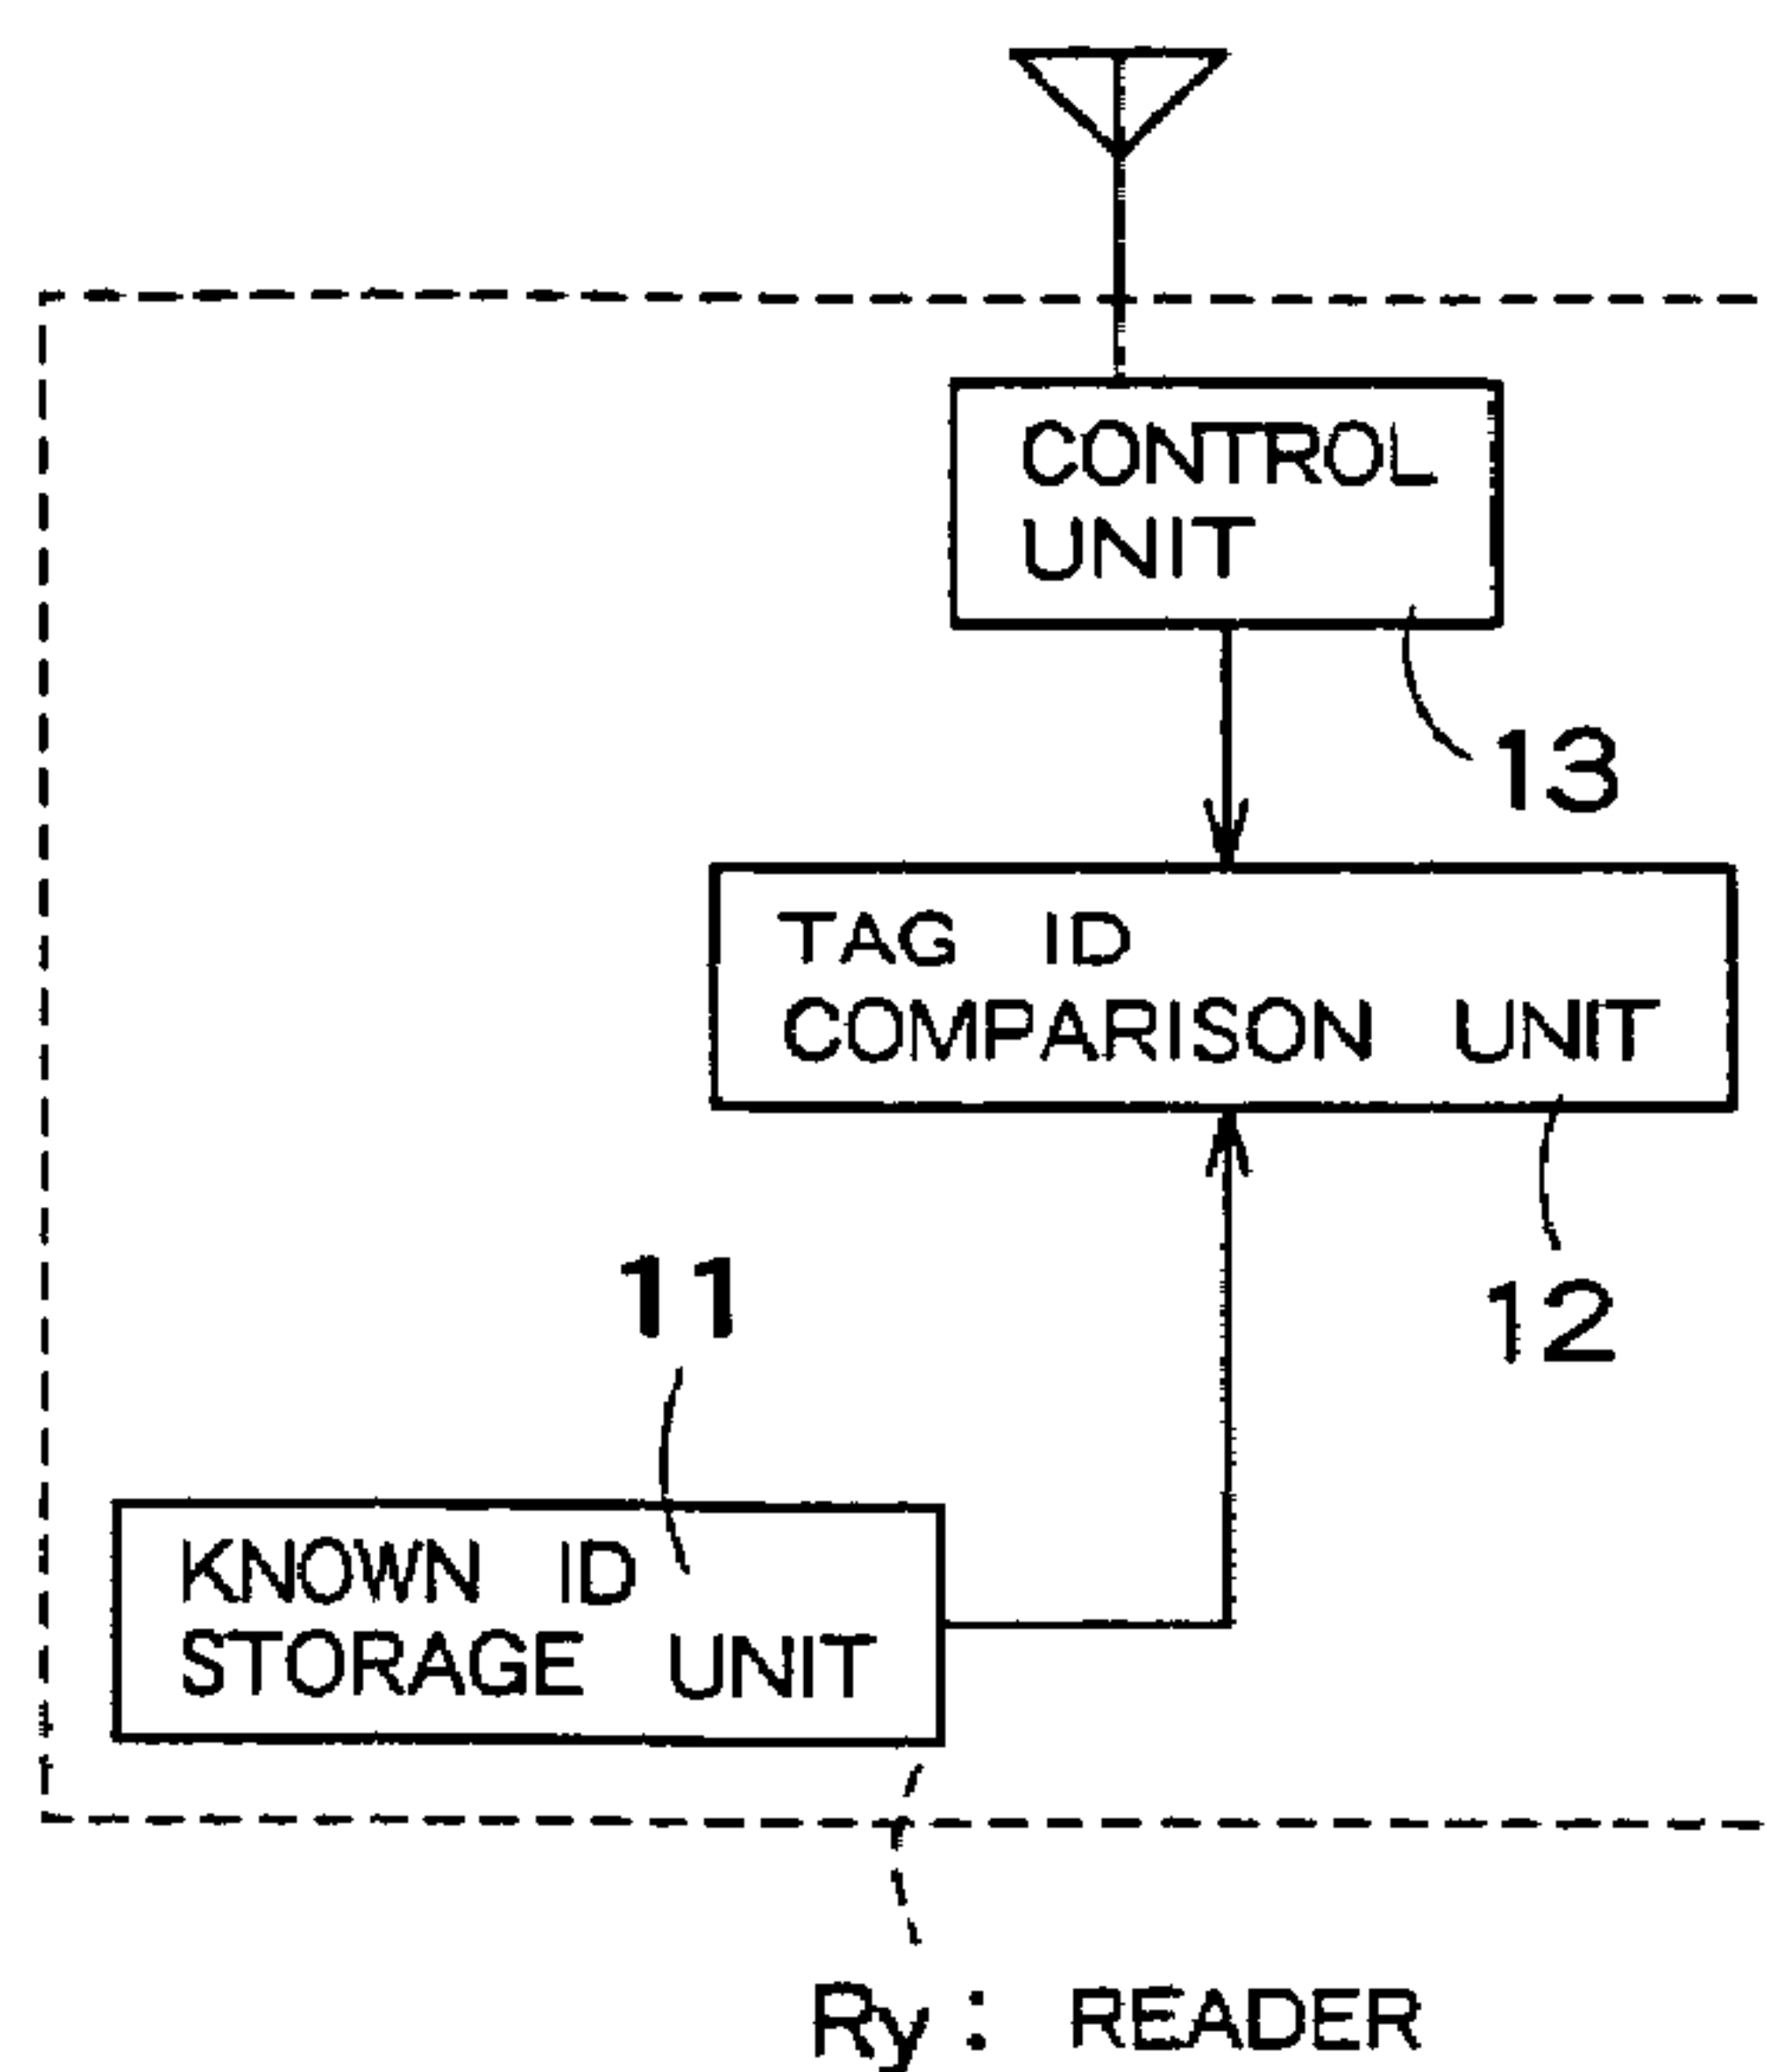 CONTROL
UNIT
13
TAG ID
COMPARISON UNIT
12
11
KNOWN ID
STORAGE UNIT
Ry: READER